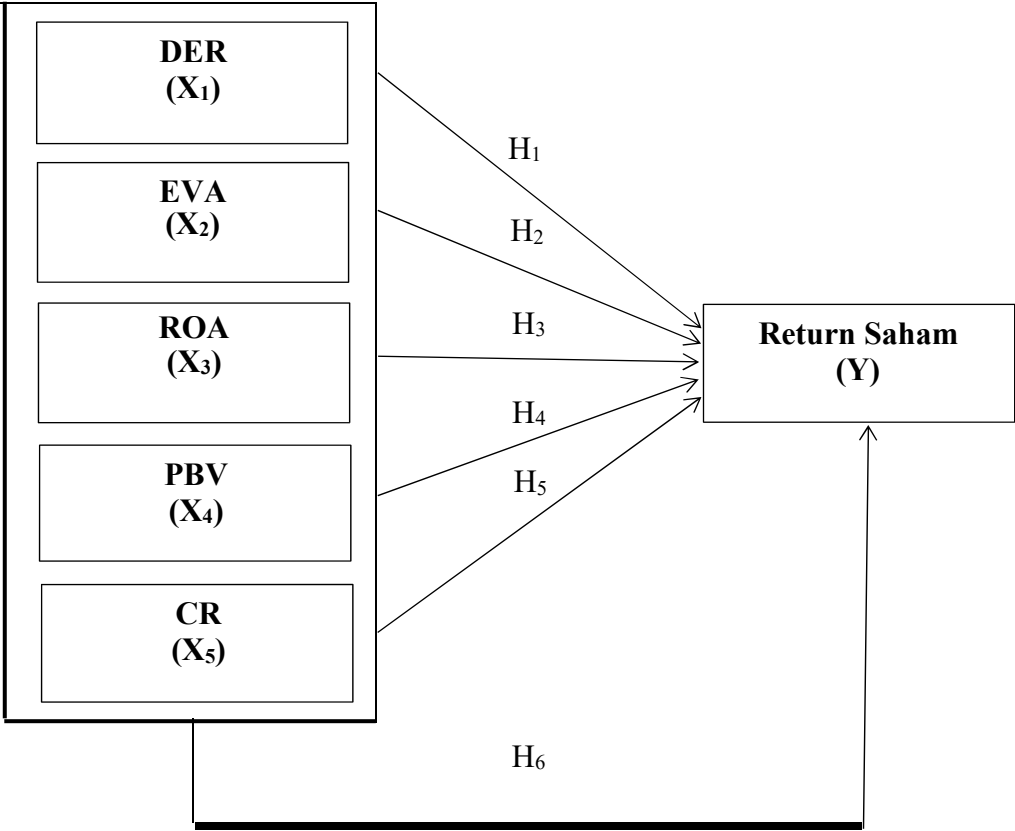 DER
(X₁)
H₁
EVA
(X₂)
H₂
ROA
(X₃)
H₃
Return Saham
(Y)
PBV
(X₄)
H₄
H₅
CR
(X₅)
H₆